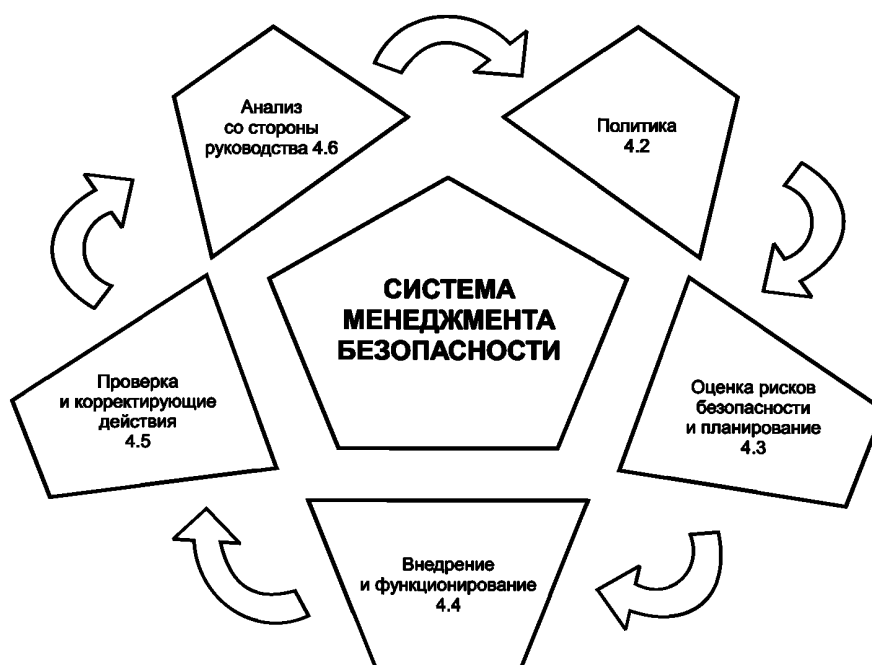 Анализ
со стороны
руководства 4.6
Политика
4.2
СИСТЕМА
МЕНЕДЖМЕНТА
БЕЗОПАСНОСТИ
Проверка
и корректирующие
действия
4.5
Оценка рисков
безопасности
и планирование
4.3
Внедрение
и функционирование
4.4